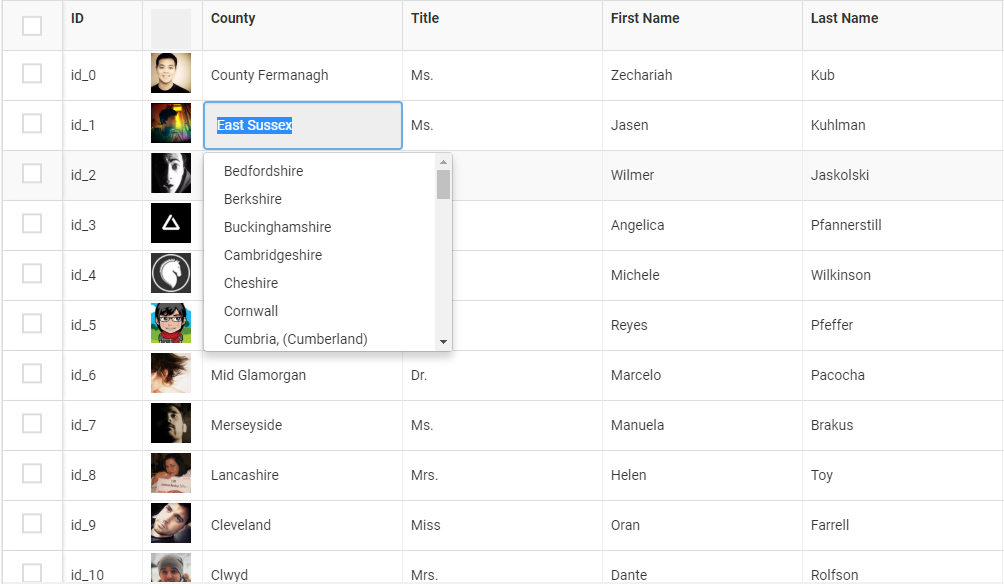 ID County Title First Name Last Name
id_0 County Fermanagh Ms. Zechariah Kub
id_1 East Sussex Ms. Jasen Kuhlman
id_2 Wilmer Jaskolski
id_3 Angelica Pfannerstill
id_4 Michele Wilkinson
id_5 Reyes Pfeffer
Bedfordshire
Berkshire
Buckinghamshire
Cambridgeshire
Cheshire
Cornwall
Cumbria, (Cumberland)
id_6 Mid Glamorgan Dr. Marcelo Pacocha
id_7 Merseyside Ms. Manuela Brakus
id_8 Lancashire Mrs. Helen Toy
id_9 Cleveland Miss Oran Farrell
id_10 Clwyd Mrs. Dante Rolfson